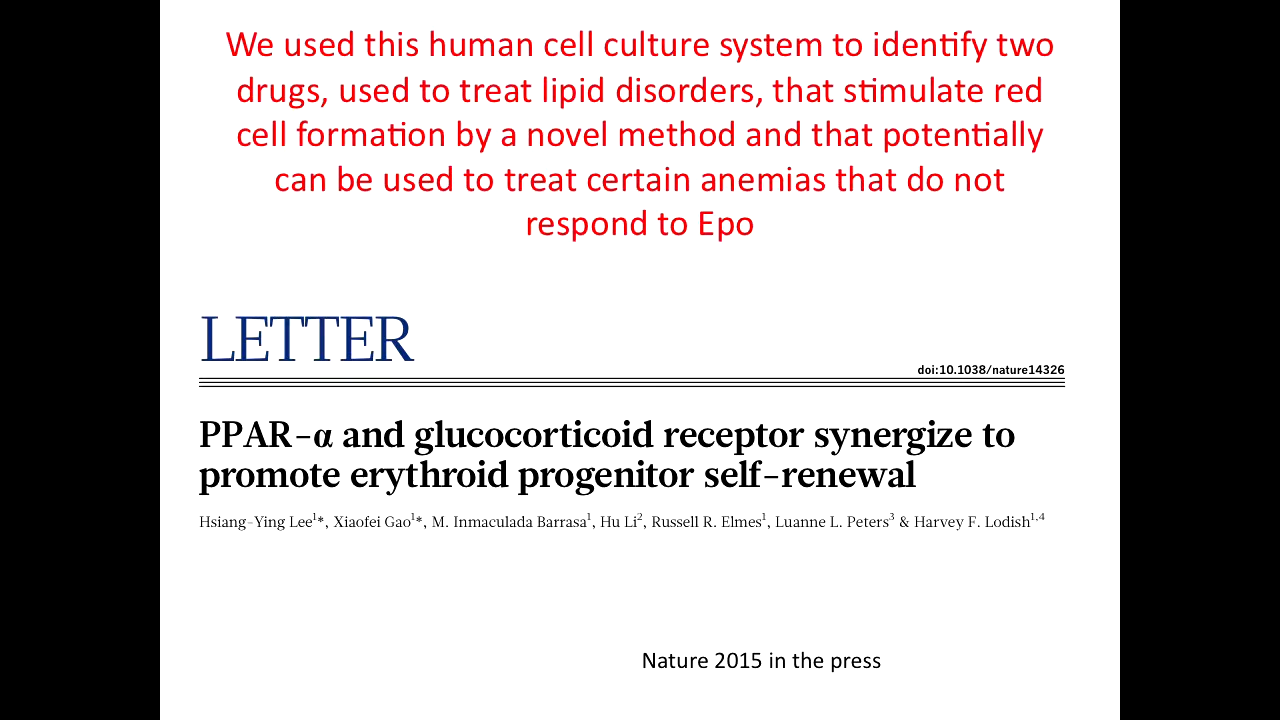 We used this human cell culture system to identify two
drugs, used to treat lipid disorders, that stimulate red
cell formation by a novel method and that potentially
can be used to treat certain anemias that do not
respond to Epo
LETTER
doi:10.1038/nature14326
PPAR-α and glucocorticoid receptor synergize to
promote erythroid progenitor self-renewal
Hsiang-Ying Lee¹*, Xiaofei Gao¹*, M. Inmaculada Barrasa¹, Hu Li², Russell R. Elmes¹, Luanne L. Peters³ & Harvey F. Lodish¹,⁴
Nature 2015 in the press